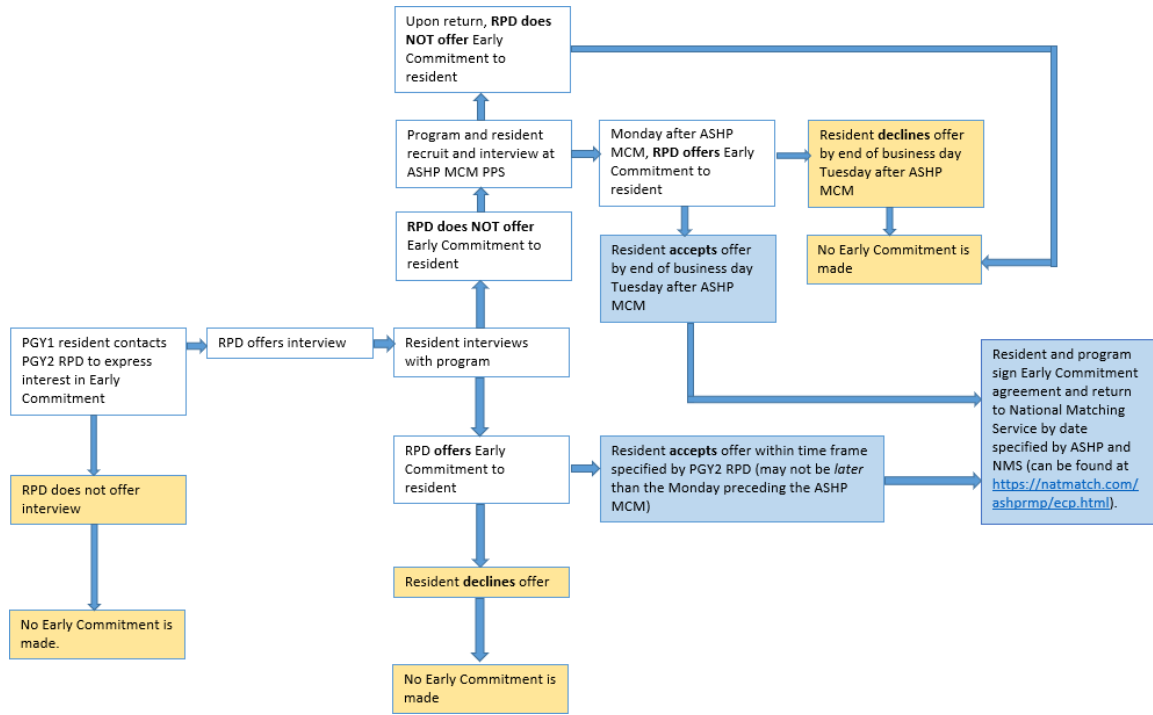 Upon return, RPD does
NOT offer Early
Commitment to
resident
Program and resident
recruit and interview at
ASHP MCM PPS
Monday after ASHP
MCM, RPD offers Early
Commitment to
resident
Resident declines offer
by end of business day
Tuesday after ASHP
MCM
RPD does NOT offer
Early Commitment to
resident
Resident accepts offer
by end of business day
Tuesday after ASHP
MCM
No Early Commitment is
made
PGY1 resident contacts
PGY2 RPD to express
interest in Early
Commitment
RPD offers interview
Resident interviews
with program
Resident and program
sign Early Commitment
agreement and return
to National Matching
Service by date
specified by ASHP and
NMS (can be found at
https://natmatch.com/
ashprmp/ecp.html).
RPD offers Early
Commitment to
resident
Resident accepts offer within time frame
specified by PGY2 RPD (may not be later
than the Monday preceding the ASHP
MCM)
RPD does not offer
interview
Resident declines offer
No Early Commitment is
made.
No Early Commitment is
made